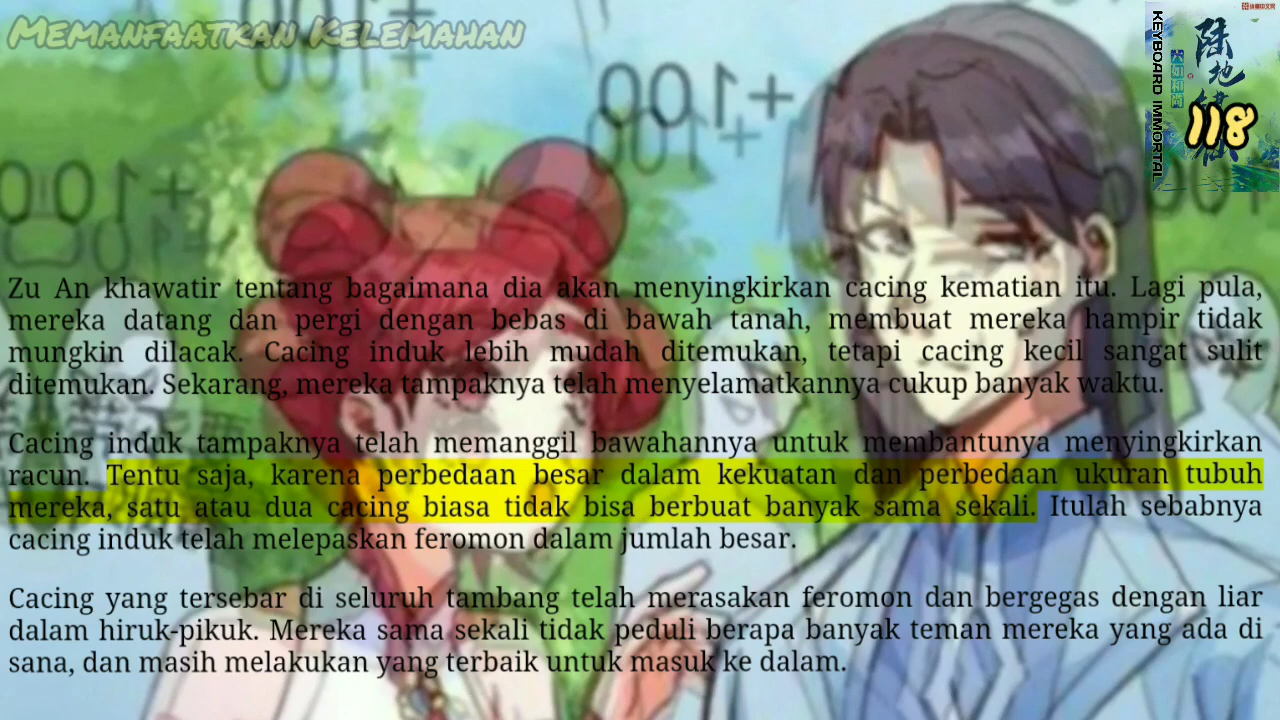 Memanfaatkan Kelemahan
KEYBOARD IMMORTAL
118
+100
+100
+100
+100
Zu An khawatir tentang bagaimana dia akan menyingkirkan cacing kematian itu. Lagi pula,
mereka datang dan pergi dengan bebas di bawah tanah, membuat mereka hampir tidak
mungkin dilacak. Cacing induk lebih mudah ditemukan, tetapi cacing kecil sangat sulit
ditemukan. Sekarang, mereka tampaknya telah menyelamatkannya cukup banyak waktu.
Cacing induk tampaknya telah memanggil bawahannya untuk membantunya menyingkirkan
racun. Tentu saja, karena perbedaan besar dalam kekuatan dan perbedaan ukuran tubuh
mereka, satu atau dua cacing biasa tidak bisa berbuat banyak sama sekali. Itulah sebabnya
cacing induk telah melepaskan feromon dalam jumlah besar.
Cacing yang tersebar di seluruh tambang telah merasakan feromon dan bergegas dengan liar
dalam hiruk-pikuk. Mereka sama sekali tidak peduli berapa banyak teman mereka yang ada di
sana, dan masih melakukan yang terbaik untuk masuk ke dalam.